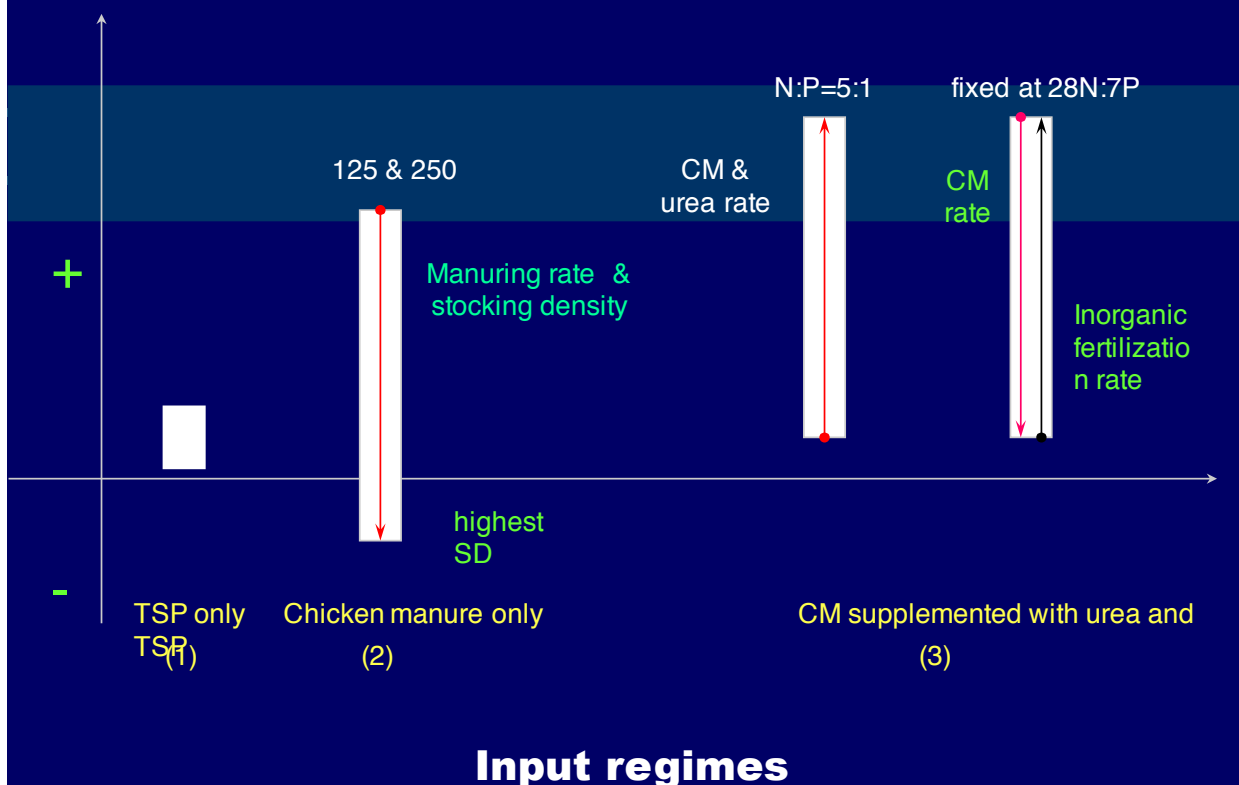 N:P=5:1
fixed at 28N:7P
125 & 250
CM &
urea rate
CM
rate
+
Manuring rate &
stocking density
Inorganic
fertilizatio
n rate
highest
SD
-
TSP only
Chicken manure only
CM supplemented with urea and
TSP
(1)
(2)
(3)
Input regimes